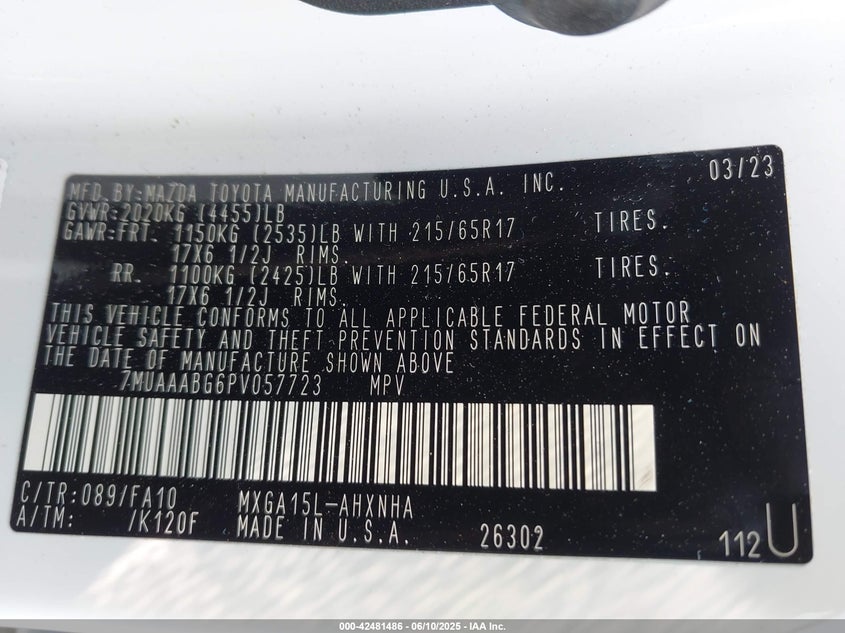 03/23
MFD. BY: MAZDA TOYOTA MANUFACTURING U.S.A. INC.
GVWR: 2020KG (4455)LB
GAWR:FRT. 1150KG (2535)LB WITH 215/65R17 TIRES.
17X6 1/2J RIMS.
RR. 1100KG (2425)LB WITH 215/65R17 TIRES.
17X6 1/2J RIMS.
THIS VEHICLE CONFORMS TO ALL APPLICABLE FEDERAL MOTOR
VEHICLE SAFETY AND THEFT PREVENTION STANDARDS IN EFFECT ON
THE DATE OF MANUFACTURE SHOWN ABOVE
7MUAAABG6PV057723 MPV
C/TR:089/FA10 MXGA15L-AHXNHA
A/TM: /K120F MADE IN U.S.A. 26302 112U
000-42481486 - 06/10/2025 - IAA Inc.